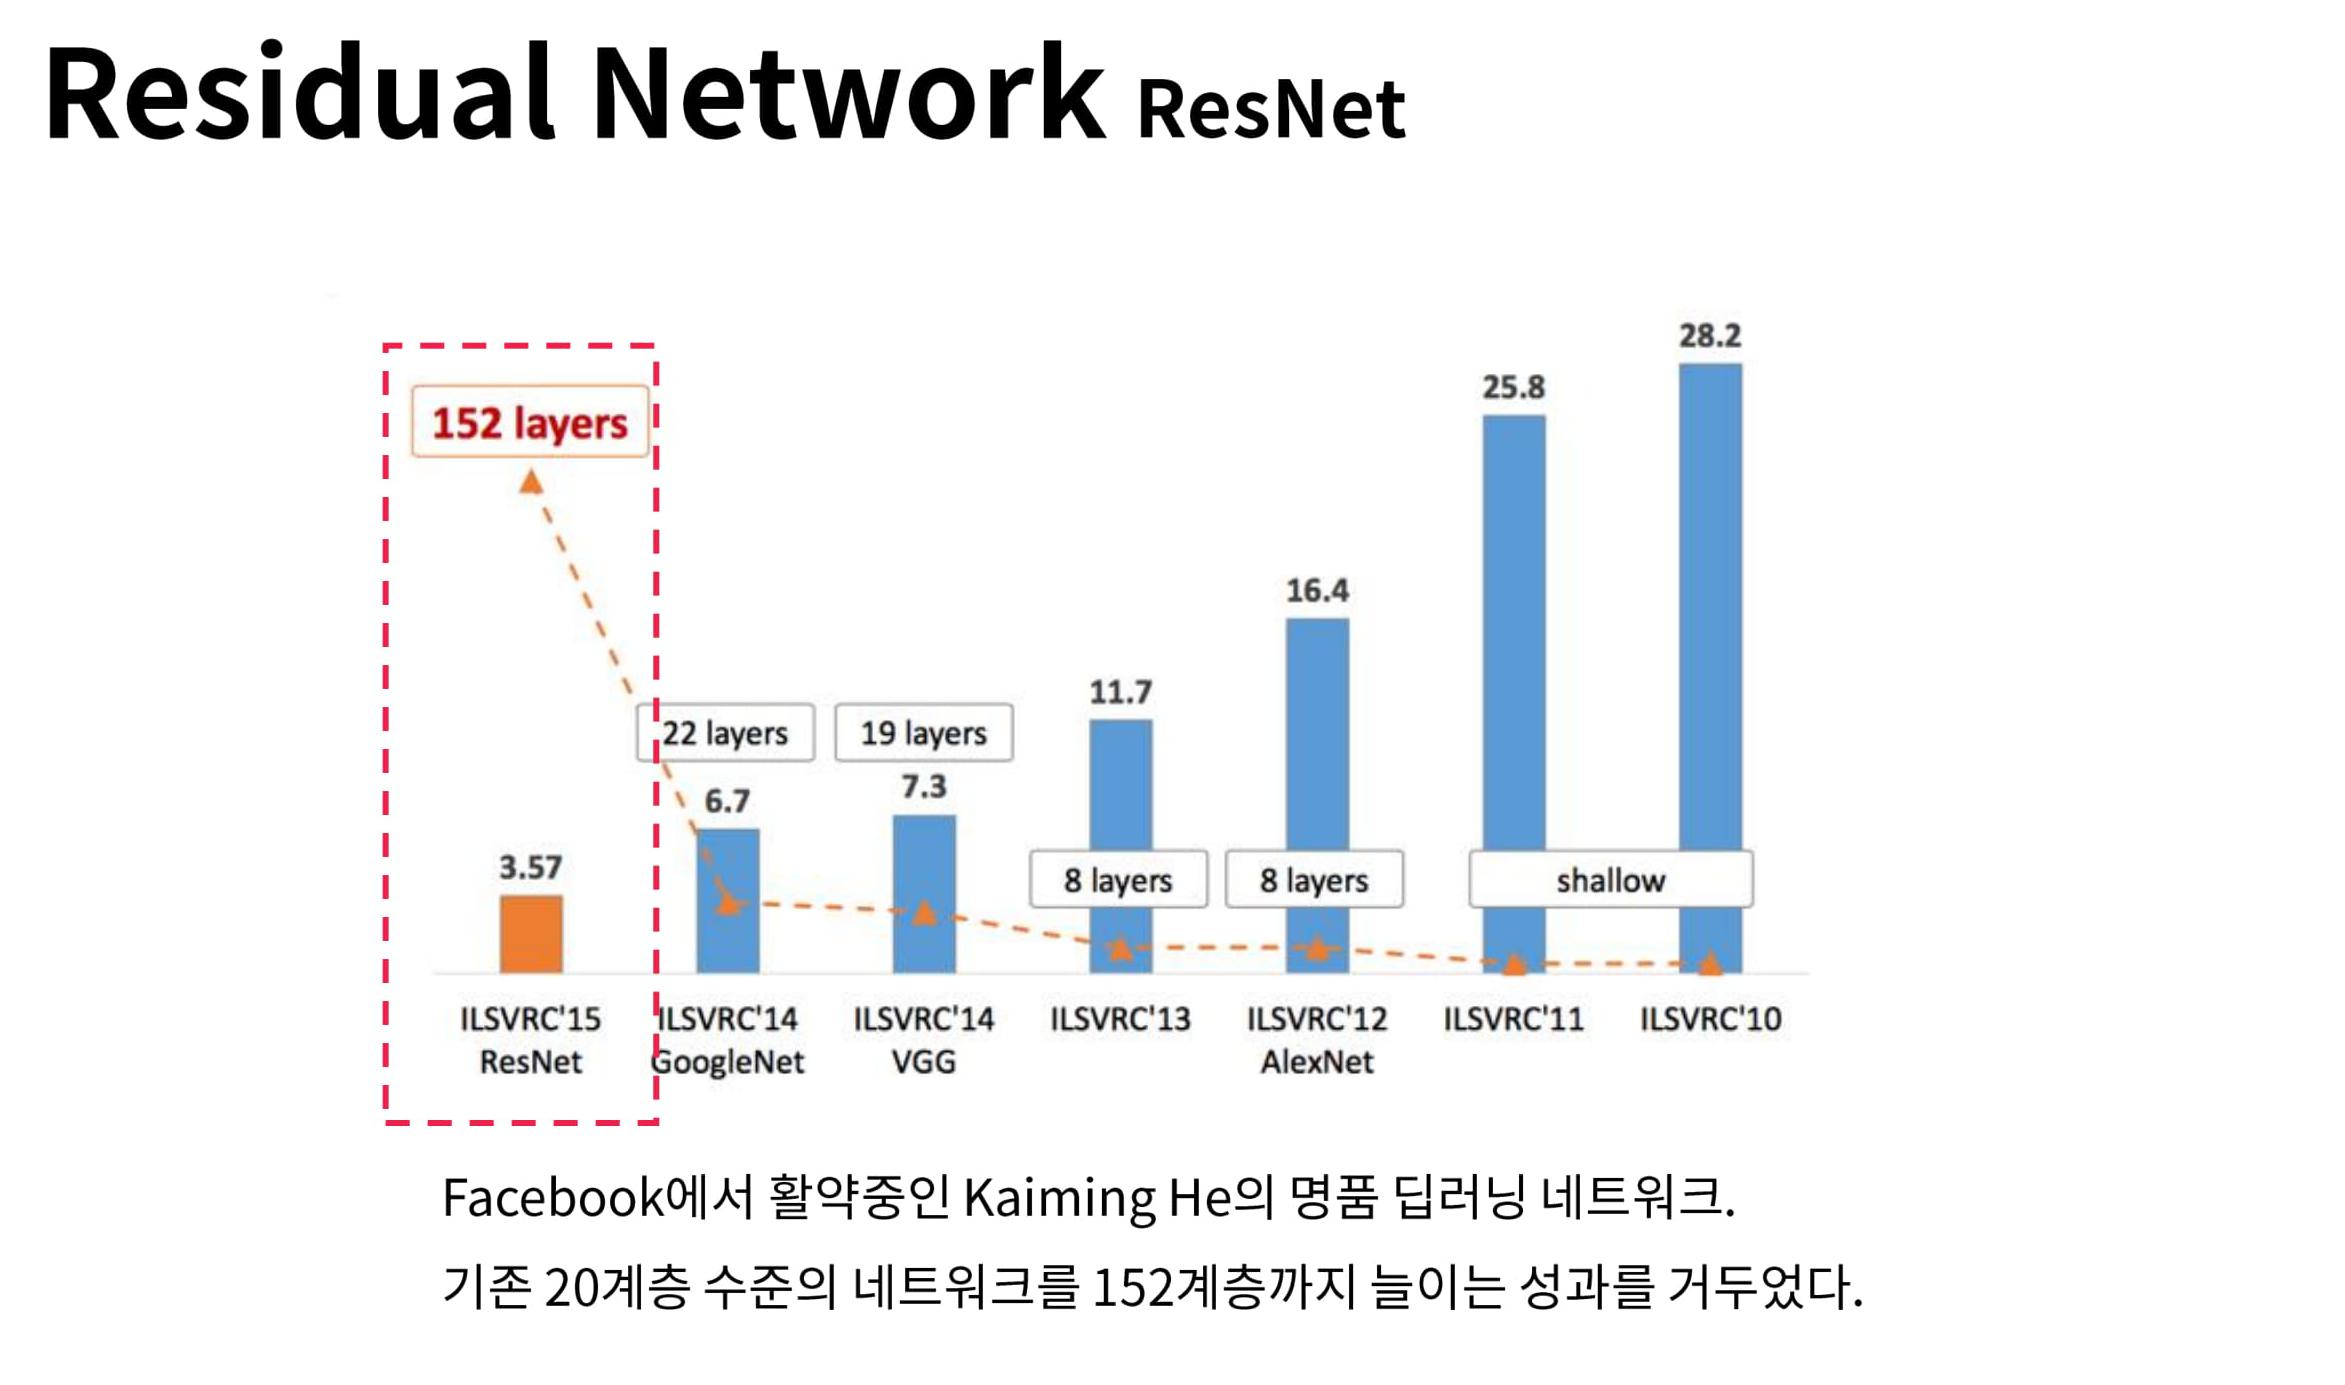 Residual Network ResNet
28.2
25.8
152 layers
16.4
11.7
22 layers
19 layers
6.7
7.3
3.57
8 layers
8 layers
shallow
ILSVRC'15
ResNet
ILSVRC'14
GoogleNet
ILSVRC'14
VGG
ILSVRC'13
ILSVRC'12
AlexNet
ILSVRC'11
ILSVRC'10
Facebook에서 활약중인 Kaiming He의 명품 딥러닝 네트워크.
기존 20계층 수준의 네트워크를 152계층까지 늘이는 성과를 거두었다.